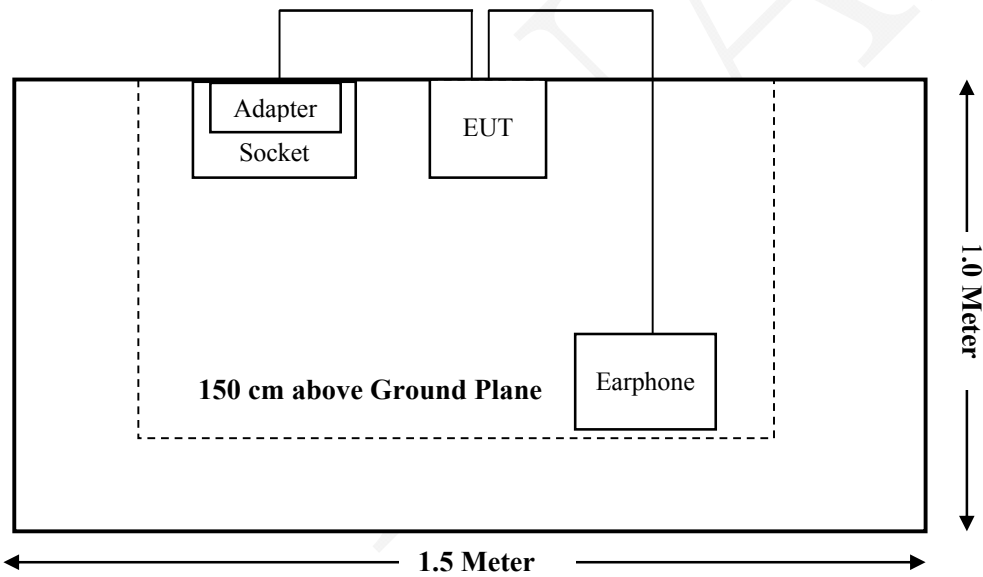 Adapter
Socket
EUT
150 cm above Ground Plane
Earphone
1.0 Meter
1.5 Meter